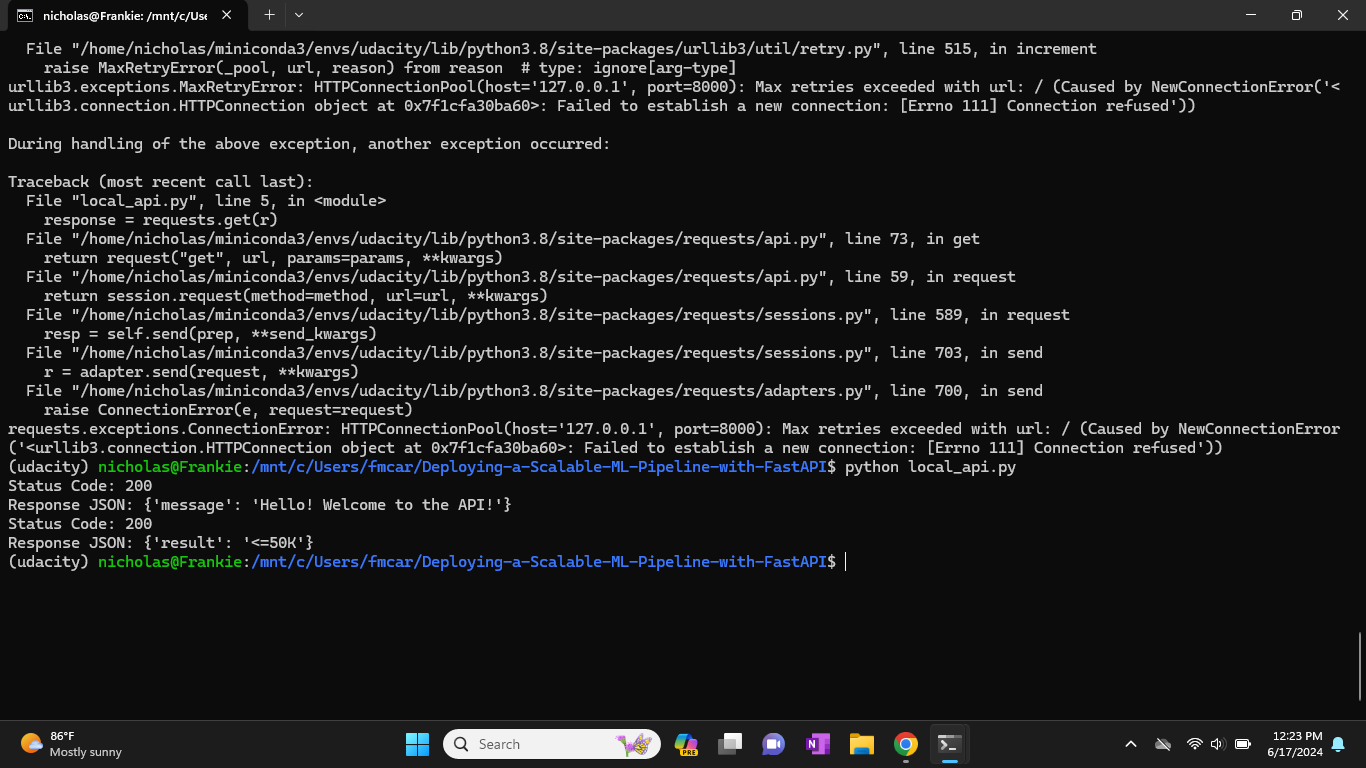 nicholas@Frankie: /mnt/c/Use
File "/home/nicholas/miniconda3/envs/udacity/lib/python3.8/site-packages/urllib3/util/retry.py", line 515, in increment
raise MaxRetryError(_pool, url, reason) from reason  # type: ignore[arg-type]
urllib3.exceptions.MaxRetryError: HTTPConnectionPool(host='127.0.0.1', port=8000): Max retries exceeded with url: / (Caused by NewConnectionError('<
urllib3.connection.HTTPConnection object at 0x7f1cfa30ba60>: Failed to establish a new connection: [Errno 111] Connection refused'))
During handling of the above exception, another exception occurred:
Traceback (most recent call last):
File "local_api.py", line 5, in <module>
response = requests.get(r)
File "/home/nicholas/miniconda3/envs/udacity/lib/python3.8/site-packages/requests/api.py", line 73, in get
return request("get", url, params=params, **kwargs)
File "/home/nicholas/miniconda3/envs/udacity/lib/python3.8/site-packages/requests/api.py", line 59, in request
return session.request(method=method, url=url, **kwargs)
File "/home/nicholas/miniconda3/envs/udacity/lib/python3.8/site-packages/requests/sessions.py", line 589, in request
resp = self.send(prep, **send_kwargs)
File "/home/nicholas/miniconda3/envs/udacity/lib/python3.8/site-packages/requests/sessions.py", line 703, in send
r = adapter.send(request, **kwargs)
File "/home/nicholas/miniconda3/envs/udacity/lib/python3.8/site-packages/requests/adapters.py", line 700, in send
raise ConnectionError(e, request=request)
requests.exceptions.ConnectionError: HTTPConnectionPool(host='127.0.0.1', port=8000): Max retries exceeded with url: / (Caused by NewConnectionError
('<urllib3.connection.HTTPConnection object at 0x7f1cfa30ba60>: Failed to establish a new connection: [Errno 111] Connection refused'))
(udacity) nicholas@Frankie:/mnt/c/Users/fmcar/Deploying-a-Scalable-ML-Pipeline-with-FastAPI$ python local_api.py
Status Code: 200
Response JSON: {'message': 'Hello! Welcome to the API!'}
Status Code: 200
Response JSON: {'result': '<=50K'}
(udacity) nicholas@Frankie:/mnt/c/Users/fmcar/Deploying-a-Scalable-ML-Pipeline-with-FastAPI$
86°F
Mostly sunny
Search
PRE
N
12:23 PM
6/17/2024